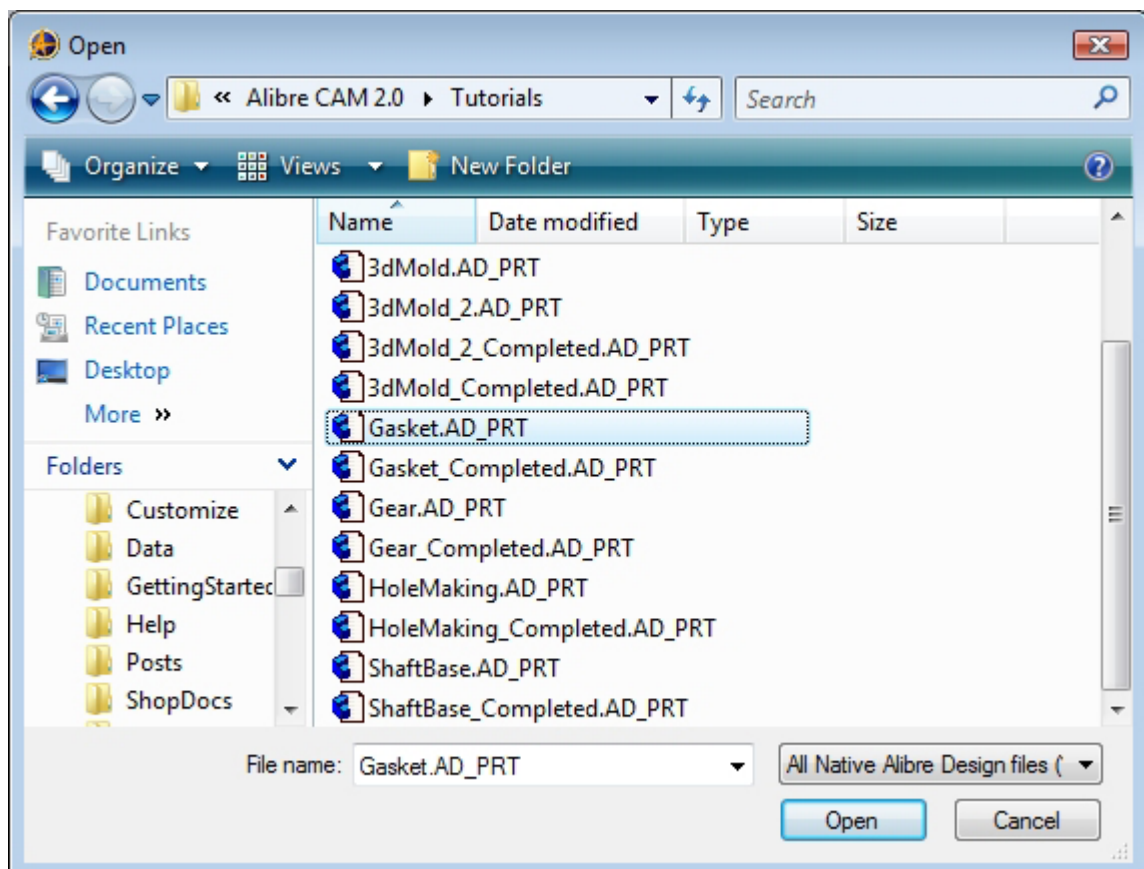 Open
« Alibre CAM 2.0 ▸ Tutorials Search
Organize Views New Folder
Favorite Links
Documents
Recent Places
Desktop
More »
Folders
Customize
Data
GettingStarted
Help
Posts
ShopDocs
Name Date modified Type Size
3dMold.AD_PRT
3dMold_2.AD_PRT
3dMold_2_Completed.AD_PRT
3dMold_Completed.AD_PRT
Gasket.AD_PRT
Gasket_Completed.AD_PRT
Gear.AD_PRT
Gear_Completed.AD_PRT
HoleMaking.AD_PRT
HoleMaking_Completed.AD_PRT
ShaftBase.AD_PRT
ShaftBase_Completed.AD_PRT
File name: Gasket.AD_PRT All Native Alibre Design files (
Open Cancel